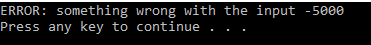 ERROR: something wrong with the input -5000
Press any key to continue . . .